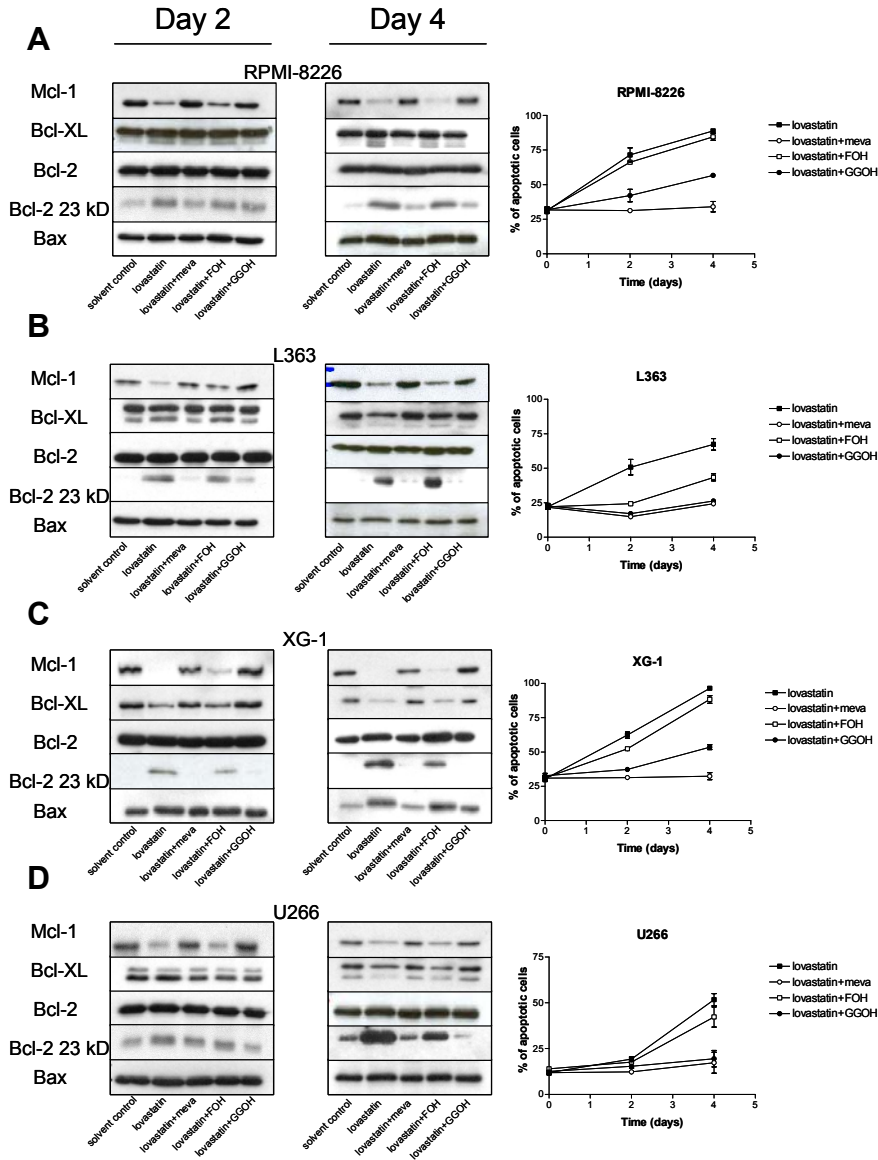 Day 2
Day 4
A
RPMI-8226
Mcl-1
Bcl-XL
Bcl-2
Bcl-2 23 kD
Bax
solvent control
lovastatin
lovastatin+meva
lovastatin+FOH
lovastatin+GGOH
solvent control
lovastatin
lovastatin+meva
lovastatin+FOH
lovastatin+GGOH
RPMI-8226
% of apoptotic cells
100
75
50
25
0
0 1 2 3 4 5
Time (days)
lovastatin
lovastatin+meva
lovastatin+FOH
lovastatin+GGOH
B
L363
Mcl-1
Bcl-XL
Bcl-2
Bcl-2 23 kD
Bax
solvent control
lovastatin
lovastatin+meva
lovastatin+FOH
lovastatin+GGOH
solvent control
lovastatin
lovastatin+meva
lovastatin+FOH
lovastatin+GGOH
L363
% of apoptotic cells
100
75
50
25
0
0 1 2 3 4 5
Time (days)
lovastatin
lovastatin+meva
lovastatin+FOH
lovastatin+GGOH
C
XG-1
Mcl-1
Bcl-XL
Bcl-2
Bcl-2 23 kD
Bax
solvent control
lovastatin
lovastatin+meva
lovastatin+FOH
lovastatin+GGOH
solvent control
lovastatin
lovastatin+meva
lovastatin+FOH
lovastatin+GGOH
XG-1
% of apoptotic cells
100
75
50
25
0
0 1 2 3 4 5
Time (days)
lovastatin
lovastatin+meva
lovastatin+FOH
lovastatin+GGOH
D
U266
Mcl-1
Bcl-XL
Bcl-2
Bcl-2 23 kD
Bax
solvent control
lovastatin
lovastatin+meva
lovastatin+FOH
lovastatin+GGOH
solvent control
lovastatin
lovastatin+meva
lovastatin+FOH
lovastatin+GGOH
U266
% of apoptotic cells
75
50
25
0
0 1 2 3 4 5
Time (days)
lovastatin
lovastatin+meva
lovastatin+FOH
lovastatin+GGOH